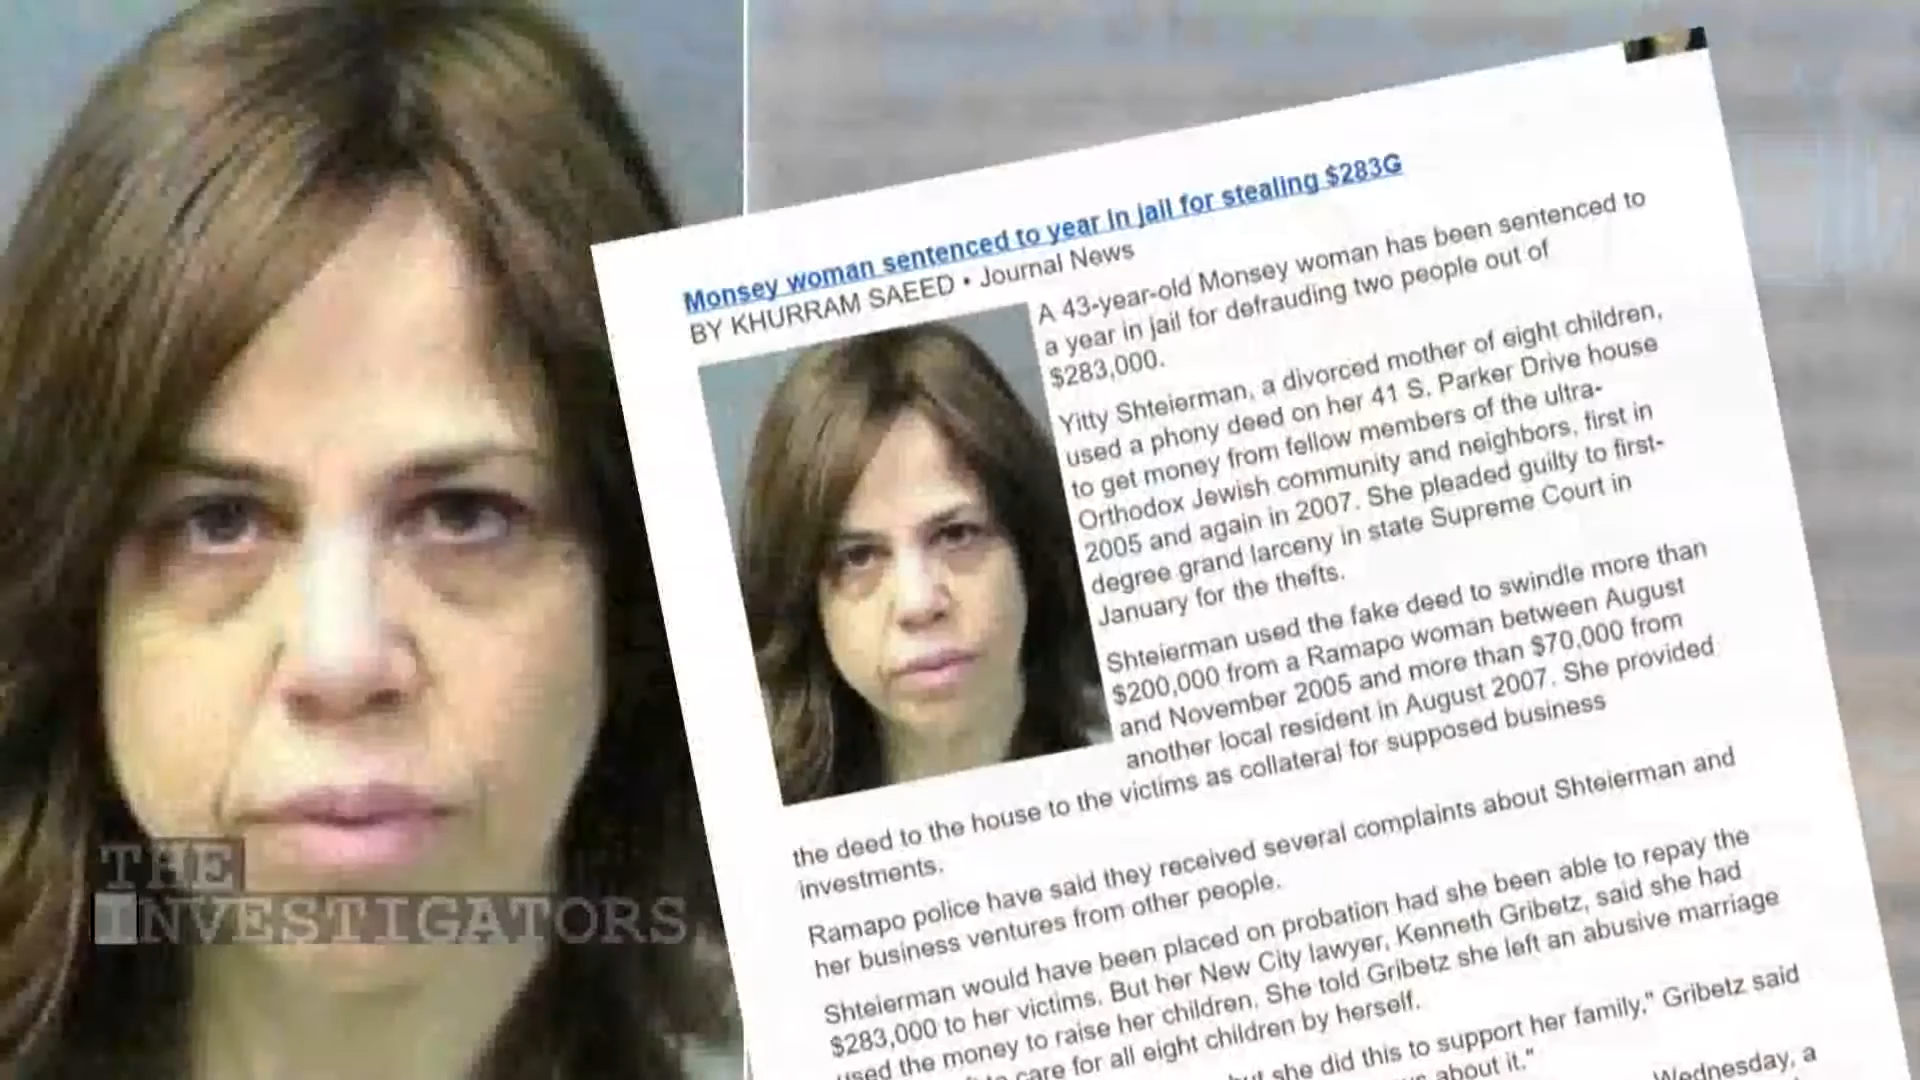 Monsey woman sentenced to year in jail for stealing $283G
BY KHURRAM SAEED • Journal News
A 43-year-old Monsey woman has been sentenced to
a year in jail for defrauding two people out of
$283,000.
Yitty Shteierman, a divorced mother of eight children,
used a phony deed on her 41 S. Parker Drive house
to get money from fellow members of the ultra-
Orthodox Jewish community and neighbors, first in
2005 and again in 2007. She pleaded guilty to first-
degree grand larceny in state Supreme Court in
January for the thefts.
Shteierman used the fake deed to swindle more than
$200,000 from a Ramapo woman between August
and November 2005 and more than $70,000 from
another local resident in August 2007. She provided
the deed to the house to the victims as collateral for supposed business
investments.
Ramapo police have said they received several complaints about Shteierman and
her business ventures from other people.
Shteierman would have been placed on probation had she been able to repay the
$283,000 to her victims. But her New City lawyer, Kenneth Gribetz, said she had
used the money to raise her children. She told Gribetz she left an abusive marriage
care for all eight children by herself.
but she did this to support her family," Gribetz said
about it."
Wednesday, a
THE
INVESTIGATORS